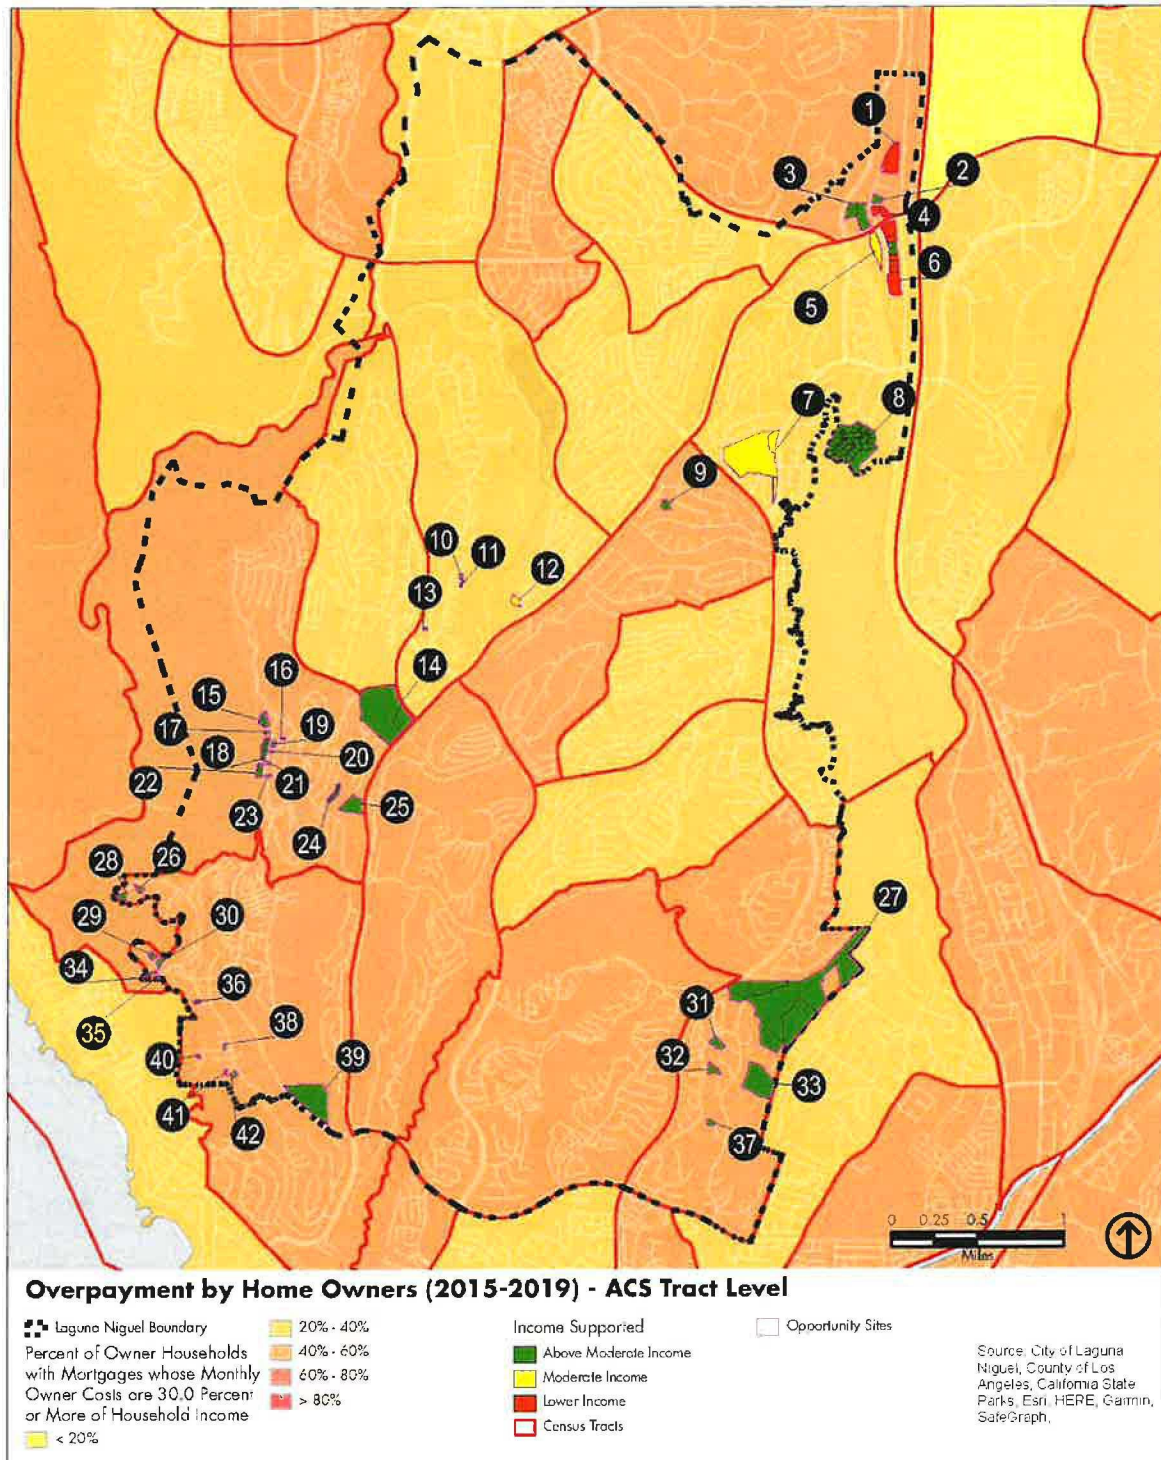 1
2
3
4
5
6
7
8
9
10
11
12
13
14
15
16
17
18
19
20
21
22
23
24
25
26
27
28
29
30
31
32
33
34
35
36
37
38
39
40
41
42
0 0.25 0.5 1
Miles
Overpayment by Home Owners (2015-2019) - ACS Tract Level
Laguna Niguel Boundary
Percent of Owner Households
with Mortgages whose Monthly
Owner Costs are 30.0 Percent
or More of Household Income
< 20%
20% - 40%
40% - 60%
60% - 80%
> 80%
Income Supported
Above Moderate Income
Moderate Income
Lower Income
Census Tracts
Opportunity Sites
Source: City of Laguna
Niguel, County of Los
Angeles, California State
Parks, Esri, HERE, Garmin,
SafeGraph,